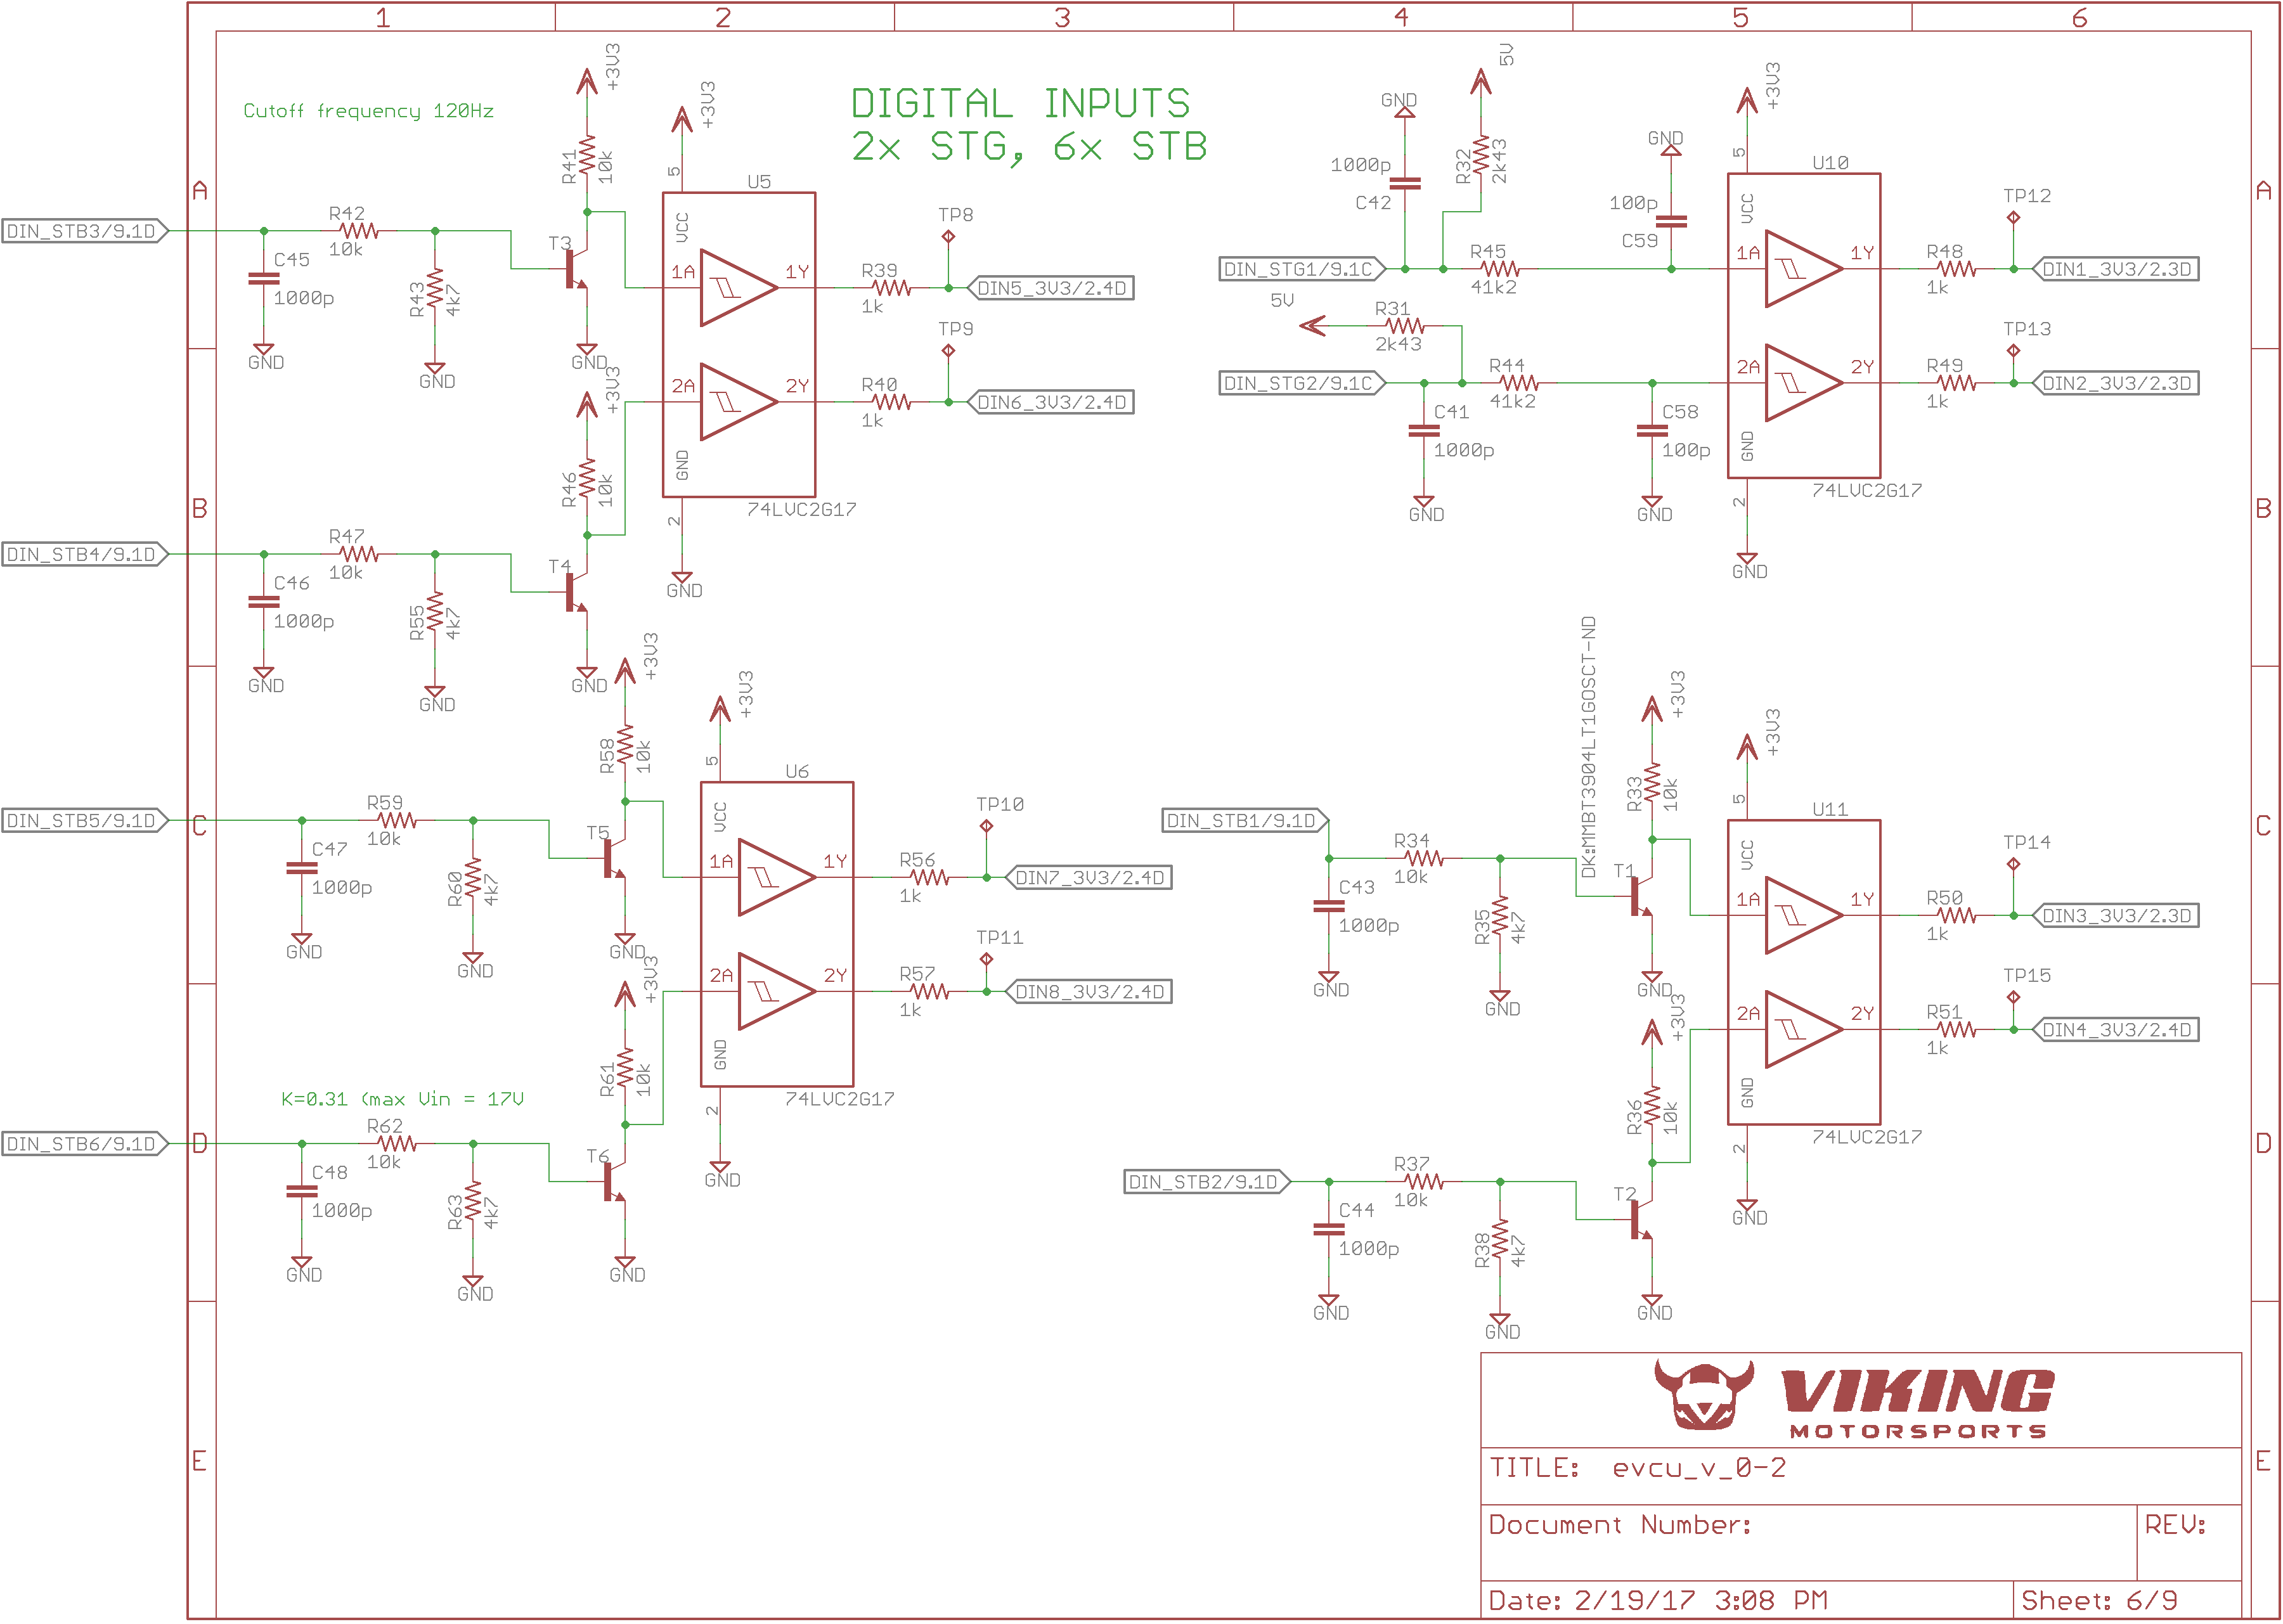 1 2 3 4 5 6
A B C D E
A B C D E
Cutoff frequency 120Hz
DIGITAL INPUTS
2x STG, 6x STB
DIN_STB3/9.1D
C45
1000p
GND
R42
10k
R43
4k7
GND
+3V3
R41
10k
T3
GND
+3V3
5
U5
VCC
1A
1Y
2A
2Y
GND
2
GND
74LVC2G17
R39
1k
TP8
DIN5_3V3/2.4D
R40
1k
TP9
DIN6_3V3/2.4D
DIN_STB4/9.1D
C46
1000p
GND
R47
10k
R55
4k7
GND
+3V3
R46
10k
T4
GND
DIN_STB5/9.1D
C47
1000p
GND
R59
10k
R60
4k7
GND
+3V3
R58
10k
T5
GND
+3V3
5
U6
VCC
1A
1Y
2A
2Y
GND
2
GND
74LVC2G17
R56
1k
TP10
DIN7_3V3/2.4D
R57
1k
TP11
DIN8_3V3/2.4D
K=0.31 (max Vin = 17V
DIN_STB6/9.1D
C48
1000p
GND
R62
10k
R63
4k7
GND
+3V3
R61
10k
T6
GND
GND
1000p
C42
5V
R32
2k43
DIN_STG1/9.1C
R45
41k2
GND
100p
C59
5V
R31
2k43
DIN_STG2/9.1C
R44
41k2
C41
1000p
GND
C58
100p
GND
+3V3
5
U10
VCC
1A
1Y
2A
2Y
GND
2
GND
74LVC2G17
R48
1k
TP12
DIN1_3V3/2.3D
R49
1k
TP13
DIN2_3V3/2.3D
DIN_STB1/9.1D
C43
1000p
GND
R34
10k
R35
4k7
GND
DK:MMBT3904LT1GOSCT-ND
+3V3
R33
10k
T1
GND
+3V3
5
U11
VCC
1A
1Y
2A
2Y
GND
2
GND
74LVC2G17
R50
1k
TP14
DIN3_3V3/2.3D
R51
1k
TP15
DIN4_3V3/2.4D
DIN_STB2/9.1D
C44
1000p
GND
R37
10k
R38
4k7
GND
+3V3
R36
10k
T2
GND
VIKING
MOTORSPORTS
TITLE: evcu_v_0-2
Document Number:
REV:
Date: 2/19/17 3:08 PM
Sheet: 6/9